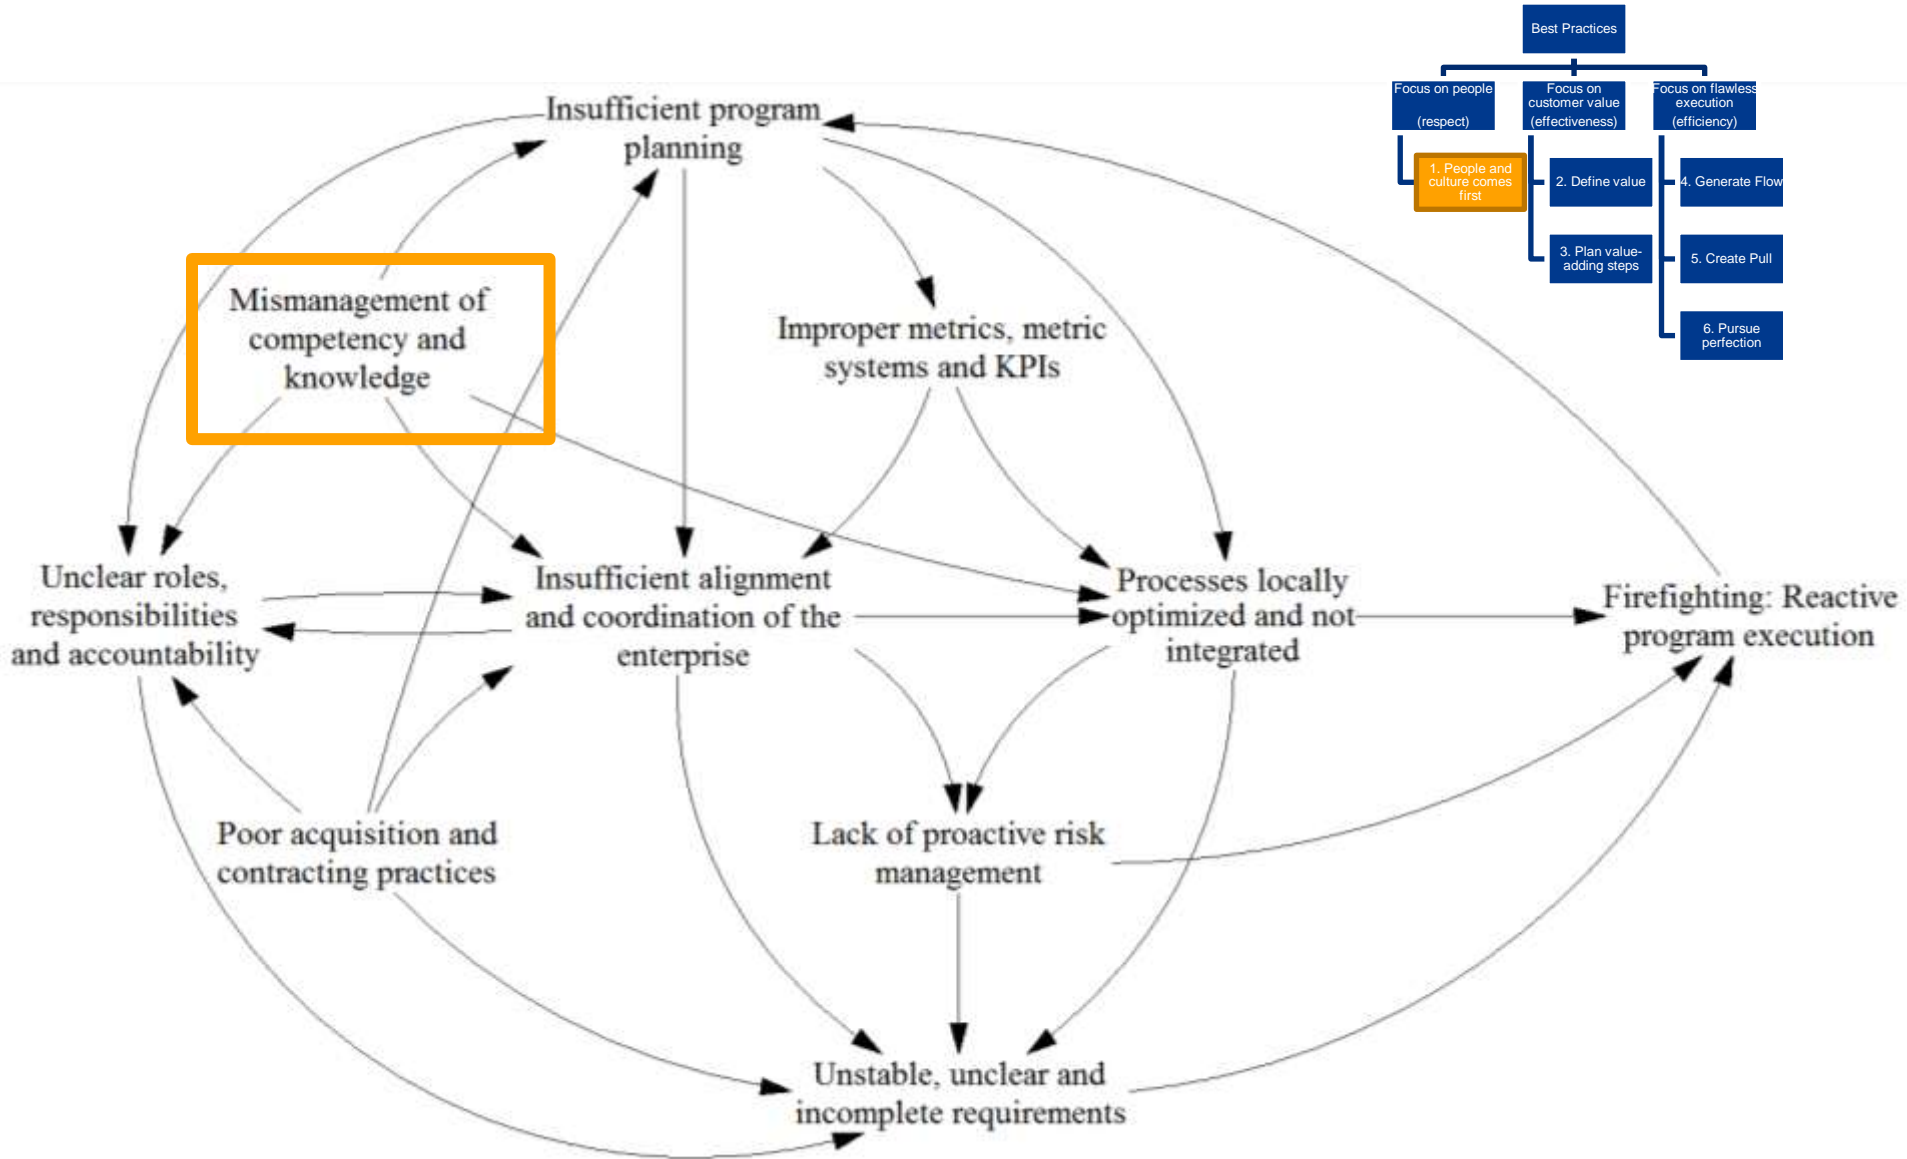 Best Practices
Focus on people
(respect)
Focus on
customer value
(effectiveness)
Focus on flawless
execution
(efficiency)
1. People and
culture comes
first
2. Define value
3. Plan value-
adding steps
4. Generate Flow
5. Create Pull
6. Pursue
perfection
Insufficient program
planning
Mismanagement of
competency and
knowledge
Improper metrics, metric
systems and KPIs
Unclear roles,
responsibilities
and accountability
Insufficient alignment
and coordination of the
enterprise
Processes locally
optimized and not
integrated
Firefighting: Reactive
program execution
Poor acquisition and
contracting practices
Lack of proactive risk
management
Unstable, unclear and
incomplete requirements